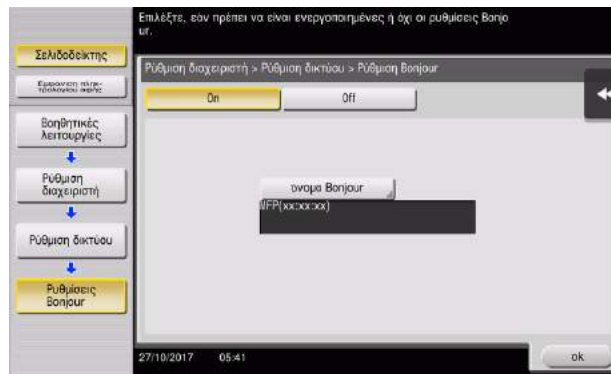 Επιλέξτε, εὰν πρέπει να είναι ενεργοποιημένες ή όχι οι ρυθμίσεις Bonjo
ur.
Σελιδοδείκτης
Ρύθμιση διαχειριστή > Ρύθμιση δικτύου > Ρύθμιση Bonjour
On
Off
Βοηθητικές
λειτουργίες
Ρύθμιση
διαχειριστή
Ρύθμιση δικτύου
Ρυθμίσεις
Bonjour
όνομα Bonjour
MFP(xx:xx:xx)
27/10/2017 05:41
ok